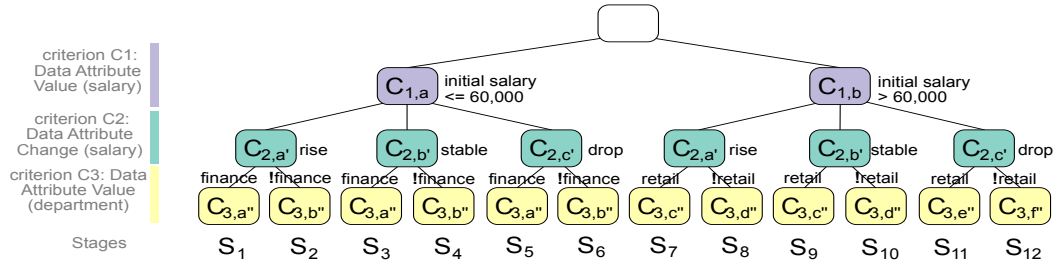 criterion C1:
Data Attribute
Value (salary)
C1,a
initial salary
<= 60,000
C1,b
initial salary
> 60,000
criterion C2:
Data Attribute
Change (salary)
C2,a' rise
C2,b' stable
C2,c' drop
C2,a' rise
C2,b' stable
C2,c' drop
criterion C3: Data
Attribute Value
(department)
finance !finance finance !finance finance !finance retail !retail retail !retail retail !retail
C3,a" C3,b" C3,a" C3,b" C3,a" C3,b" C3,c" C3,d" C3,c" C3,d" C3,e" C3,f"
Stages S1 S2 S3 S4 S5 S6 S7 S8 S9 S10 S11 S12